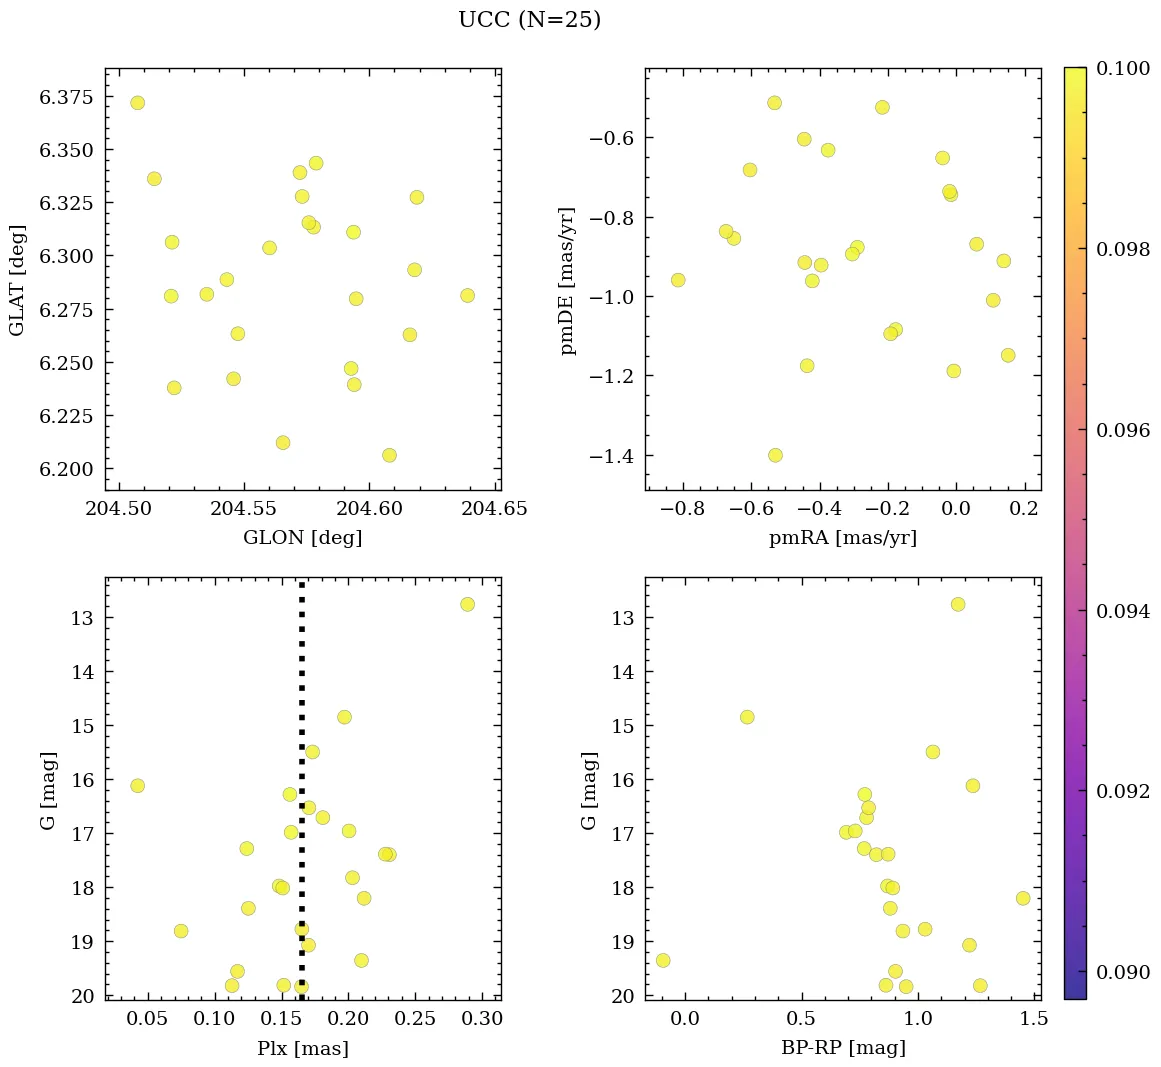 UCC (N=25)
6.375
6.350
6.325
6.300
6.275
6.250
6.225
6.200
GLAT [deg]
204.50 204.55 204.60 204.65
GLON [deg]
−0.6
−0.8
−1.0
−1.2
−1.4
pmDE [mas/yr]
−0.8 −0.6 −0.4 −0.2 0.0 0.2
pmRA [mas/yr]
13
14
15
16
17
18
19
20
G [mag]
0.05 0.10 0.15 0.20 0.25 0.30
Plx [mas]
13
14
15
16
17
18
19
20
G [mag]
0.0 0.5 1.0 1.5
BP-RP [mag]
0.100
0.098
0.096
0.094
0.092
0.090